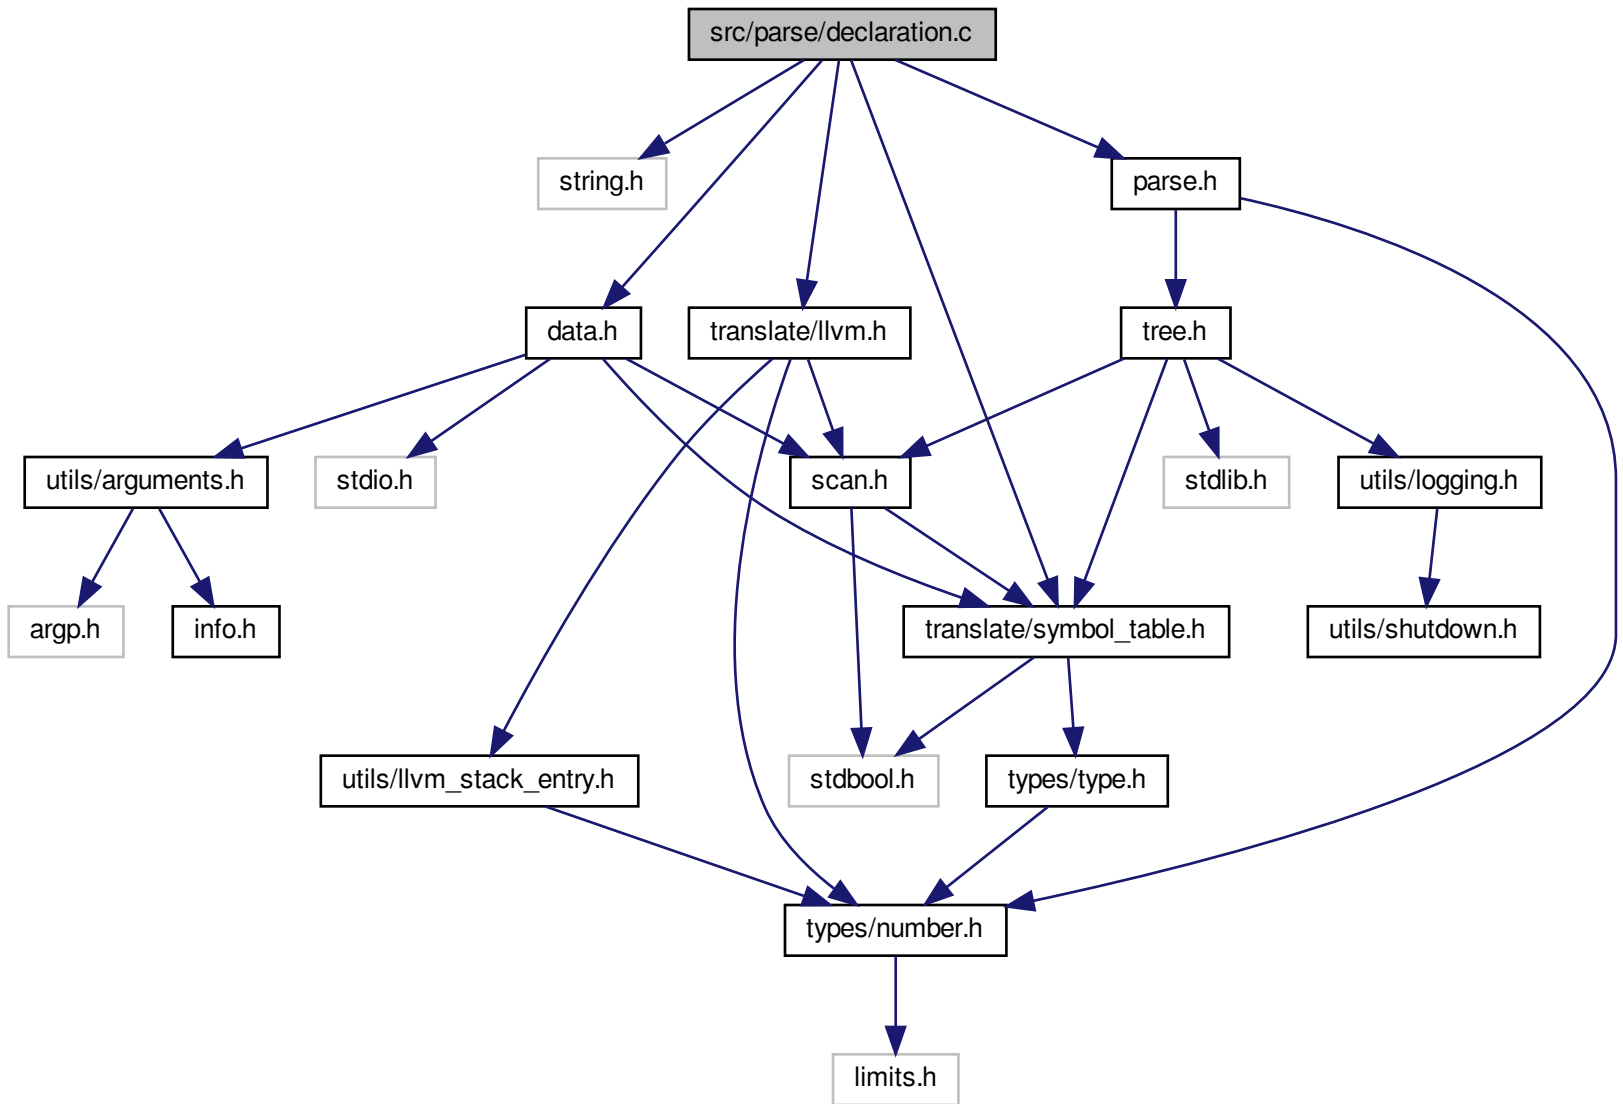 src/parse/declaration.c
string.h
parse.h
data.h
translate/llvm.h
tree.h
utils/arguments.h
stdio.h
scan.h
stdlib.h
utils/logging.h
argp.h
info.h
translate/symbol_table.h
utils/shutdown.h
utils/llvm_stack_entry.h
stdbool.h
types/type.h
types/number.h
limits.h